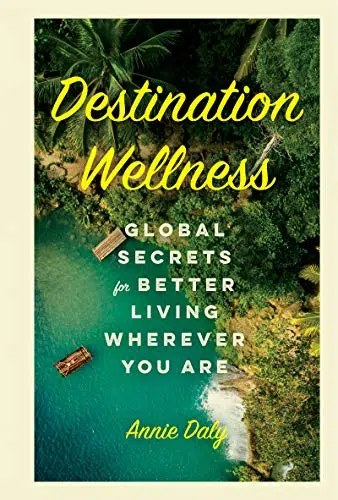 Destination
Wellness
GLOBAL
SECRETS
for BETTER
LIVING
WHEREVER
YOU ARE
Annie Daly